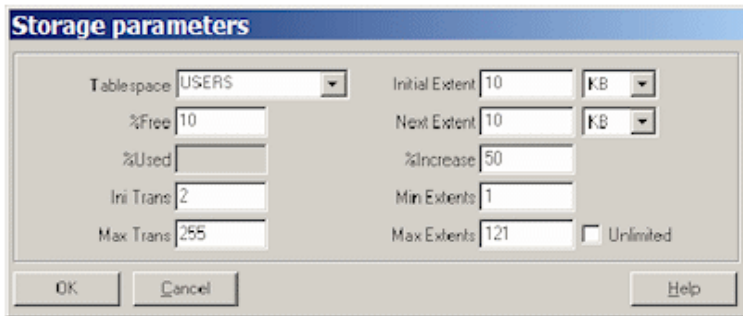 Storage parameters
Tablespace USERS Initial Extent 10 KB
%Free 10 Next Extent 10 KB
%Used %Increase 50
Ini Trans 2 Min Extents 1
Max Trans 255 Max Extents 121 Unlimited
OK Cancel Help